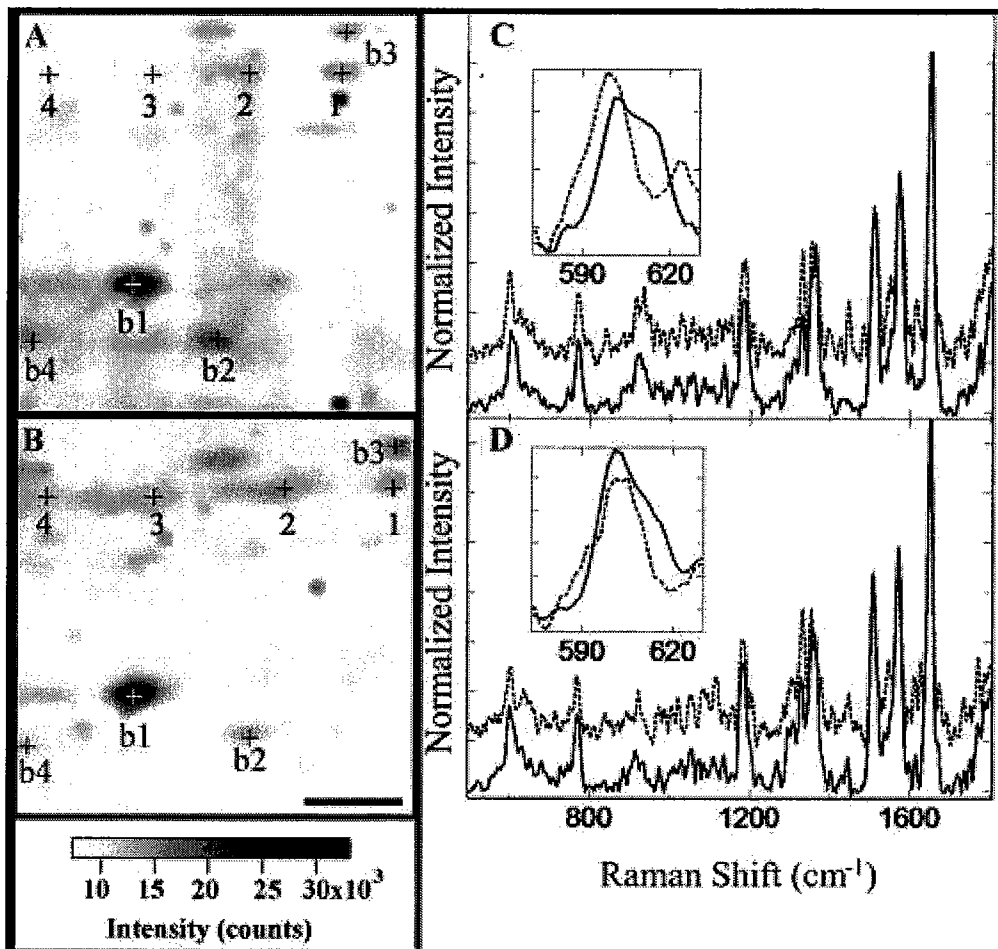 A
b3
4 3 2 1
b1
b4 b2
B
b3
4 3 2 1
b1
b4 b2
10 15 20 25 30x10³
Intensity (counts)
C
Normalized Intensity
590 620
D
Normalized Intensity
590 620
800 1200 1600
Raman Shift (cm⁻¹)